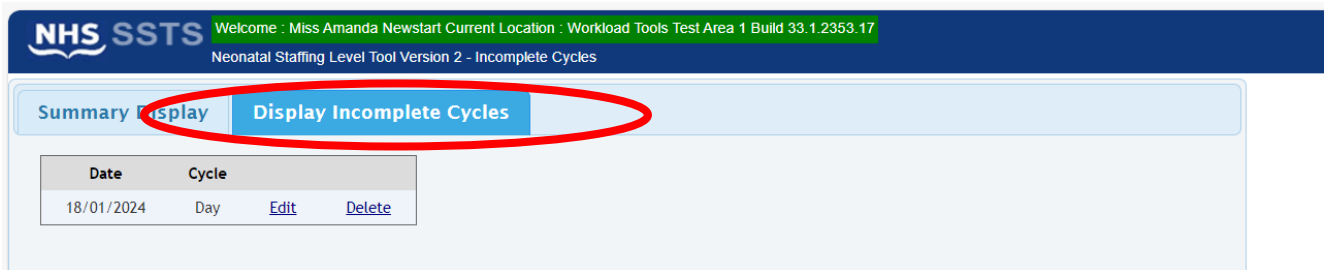 NHS SSTS Welcome : Miss Amanda Newstart Current Location : Workload Tools Test Area 1 Build 33.1.2353.17
Neonatal Staffing Level Tool Version 2 - Incomplete Cycles
Summary Display Display Incomplete Cycles
Date Cycle
18/01/2024 Day Edit Delete